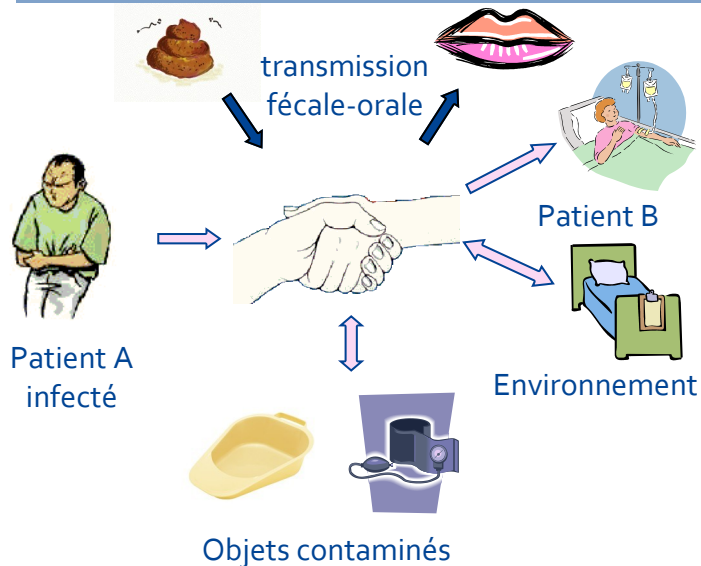 transmission
fécale-orale
Patient B
Patient A
infecté
Environnement
Objets contaminés